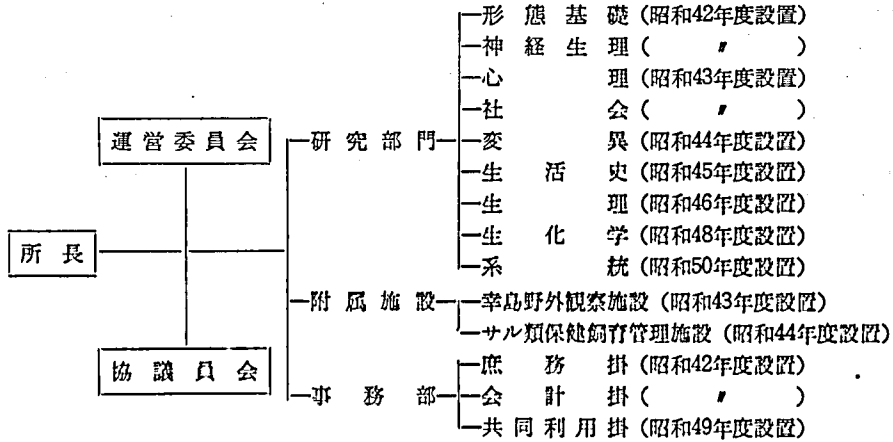 形態基礎(昭和42年度設置)
神経生理( 〃 )
心理(昭和43年度設置)
社会( 〃 )
運営委員会 研究部門 変異(昭和44年度設置)
生活史(昭和45年度設置)
生理(昭和46年度設置)
所長 生化学(昭和48年度設置)
系統(昭和50年度設置)
附属施設 幸島野外観察施設(昭和43年度設置)
サル類保健飼育管理施設(昭和44年度設置)
協議員会 庶務掛(昭和42年度設置)
事務部 会計掛( 〃 )
共同利用掛(昭和49年度設置)